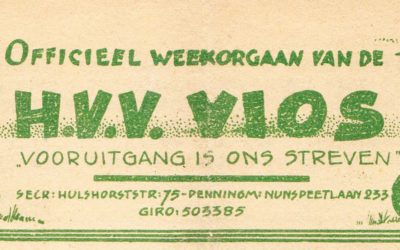 OFFICIEEL WEEKORGAAN VAN DE
H.V.V. VIOS
„VOORUITGANG IS ONS STREVEN"
SECR: HULSHORSTSTR: 75-PENNINGM: NUNSPEETLAAN 233
GIRO: 503385